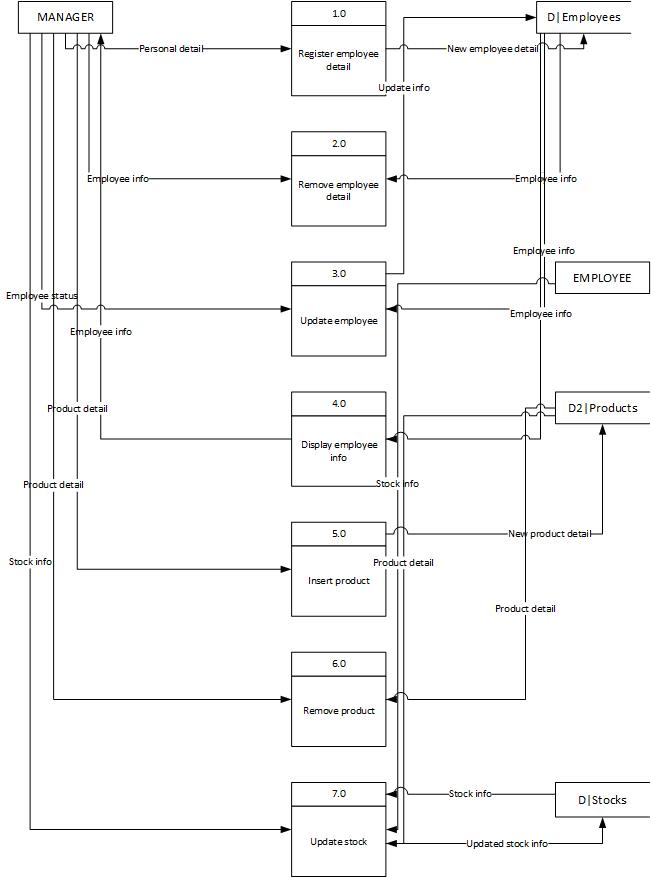 MANAGER
1.0
D|Employees
Personal detail
Register employee
detail
New employee detail
Update info
2.0
Employee info
Remove employee
detail
Employee info
Employee info
3.0
EMPLOYEE
Employee status
Update employee
Employee info
Employee info
4.0
Product detail
D2|Products
Display employee
info
Product detail
Stock info
5.0
New product detail
Stock info
Product detail
Insert product
Product detail
6.0
Remove product
7.0
Stock info
D|Stocks
Update stock
Updated stock info